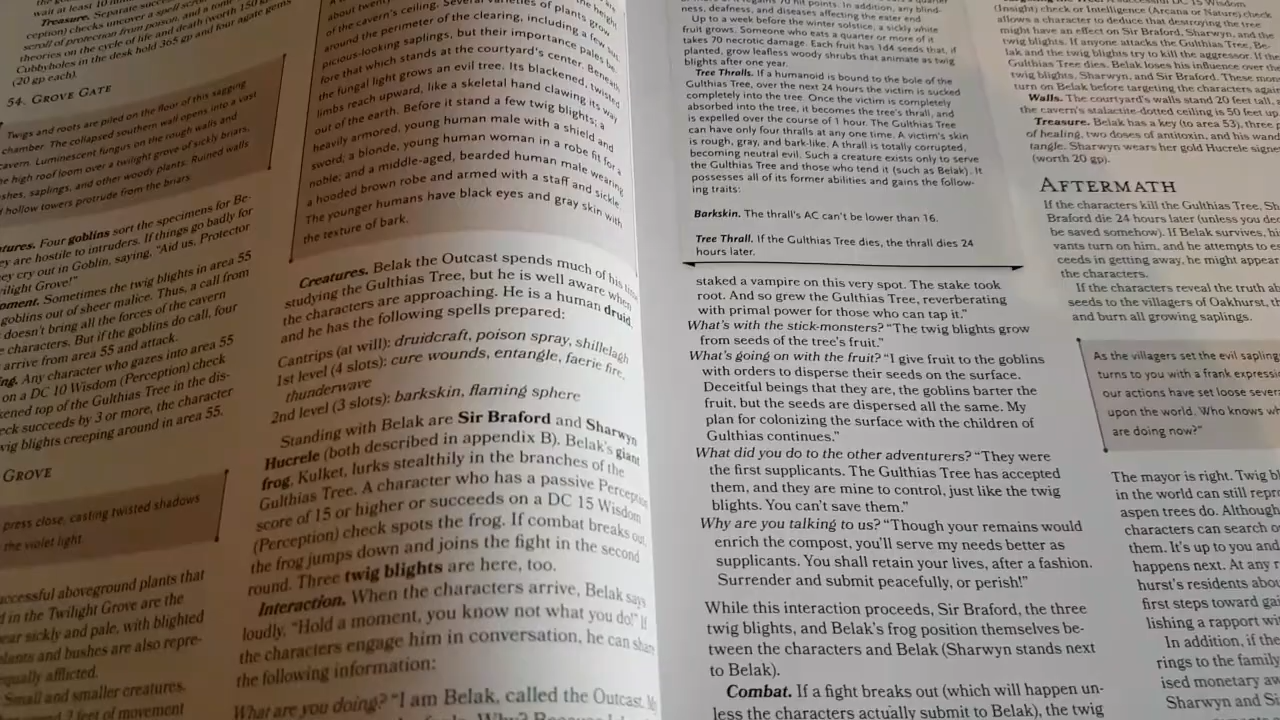 wait at least 10 min
Treasure. Success
ception) checks uncover a spell scro
scroll of protection from poison, and a tome
theories on the cycle of life and death (worth 150 g
Cubbyholes in the desk hold 365 gp and four agate gems
(20 gp each).
54. Grove Gate
Twigs and roots are piled on the floor of this sagging
chamber. The collapsed southern wall opens into a vast
cavern. Luminescent fungus on the rough walls and
he high roof loom over a twilight grove of sickly briars,
shes, saplings, and other woody plants. Ruined walls
d hollow towers protrude from the briars.
tures. Four goblins sort the specimens for Be-
ey are hostile to intruders. If things go badly for
hey cry out in Goblin, saying, "Aid us, Protector
vilight Grove!"
oment. Sometimes the twig blights in area 55
goblins out of sheer malice. Thus, a call from
doesn't bring all the forces of the cavern
characters. But if the goblins do call, four
arrive from area 55 and attack.
ng. Any character who gazes into area 55
on a DC 10 Wisdom (Perception) check
kened top of the Gulthias Tree in the dis-
eck succeeds by 3 or more, the character
wig blights creeping around in area 55.
Grove
press close, casting twisted shadows
the violet light.
uccessful aboveground plants that
d in the Twilight Grove are the
ear sickly and pale, with blighted
plants and bushes are also repre-
equally afflicted.
Small and smaller creatures,
2 feet of movement
about twenty
of the cavern's ceiling. Several varieties of plants grow
around the perimeter of the clearing, including a few su
picious-looking saplings, but their importance pales be-
fore that which stands at the courtyard's center. Beneath
the fungal light grows an evil tree. Its blackened, twisted
limbs reach upward, like a skeletal hand clawing its way
out of the earth. Before it stand a few twig blights; a
heavily armored, young human male with a shield and
sword; a blonde, young human woman in a robe fit for a
noble; and a middle-aged, bearded human male wearing
a hooded brown robe and armed with a staff and sickle.
The younger humans have black eyes and gray skin with
the texture of bark.
Creatures. Belak the Outcast spends much of his time
studying the Gulthias Tree, but he is well aware when
the characters are approaching. He is a human druid,
and he has the following spells prepared:
Cantrips (at will): druidcraft, poison spray, shillelagh
1st level (4 slots): cure wounds, entangle, faerie fire,
thunderwave
2nd level (3 slots): barkskin, flaming sphere
Standing with Belak are Sir Braford and Sharwyn
Hucrele (both described in appendix B). Belak's giant
frog, Kulket, lurks stealthily in the branches of the
Gulthias Tree. A character who has a passive Perception
score of 15 or higher or succeeds on a DC 15 Wisdom
(Perception) check spots the frog. If combat breaks out,
the frog jumps down and joins the fight in the second
round. Three twig blights are here, too.
Interaction. When the characters arrive, Belak says
loudly, "Hold a moment, you know not what you do!" If
the characters engage him in conversation, he can share
the following information:
What are you doing? "I am Belak, called the Outcast. M
ness, deafness, and diseases affecting the eater end
Up to a week before the winter solstice, a sickly white
fruit grows. Someone who eats a quarter or more of it
takes 70 necrotic damage. Each fruit has 1d4 seeds that, if
planted, grow leafless woody shrubs that animate as twig
blights after one year.
Tree Thralls. If a humanoid is bound to the bole of the
Gulthias Tree, over the next 24 hours the victim is sucked
completely into the tree. Once the victim is completely
absorbed into the tree, it becomes the tree's thrall, and
is expelled over the course of 1 hour. The Gulthias Tree
can have only four thralls at any one time. A victim's skin
is rough, gray, and bark-like. A thrall is totally corrupted,
becoming neutral evil. Such a creature exists only to serve
the Gulthias Tree and those who tend it (such as Belak). It
possesses all of its former abilities and gains the follow-
ing traits:
Barkskin. The thrall's AC can't be lower than 16.
Tree Thrall. If the Gulthias Tree dies, the thrall dies 24
hours later.
staked a vampire on this very spot. The stake took
root. And so grew the Gulthias Tree, reverberating
with primal power for those who can tap it."
What's with the stick-monsters? "The twig blights grow
from seeds of the tree's fruit."
What's going on with the fruit? "I give fruit to the goblins
with orders to disperse their seeds on the surface.
Deceitful beings that they are, the goblins barter the
fruit, but the seeds are dispersed all the same. My
plan for colonizing the surface with the children of
Gulthias continues."
What did you do to the other adventurers? "They were
the first supplicants. The Gulthias Tree has accepted
them, and they are mine to control, just like the twig
blights. You can't save them."
Why are you talking to us? "Though your remains would
enrich the compost, you'll serve my needs better as
supplicants. You shall retain your lives, after a fashion.
Surrender and submit peacefully, or perish!"
While this interaction proceeds, Sir Braford, the three
twig blights, and Belak's frog position themselves be-
tween the characters and Belak (Sharwyn stands next
to Belak).
Combat. If a fight breaks out (which will happen un-
less the characters actually submit to Belak), the twig
(Insight) check or Intelligence (Arcana or Nature) check
allows a character to deduce that destroying the tree
might have an effect on Sir Braford, Sharwyn, and the
twig blights. If anyone attacks the Gulthias Tree, Be-
lak and the twig blights try to kill the aggressor. If the
Gulthias Tree dies, Belak loses his influence over the
twig blights, Sharwyn, and Sir Braford. These mons
turn on Belak before targeting the characters again
Walls. The courtyard's walls stand 20 feet tall,
the cavern's stalactite-dotted ceiling is 50 feet up
Treasure. Belak has a key (to area 53), three p
of healing, two doses of antitoxin, and his wand
tangle. Sharwyn wears her gold Hucrele signe
(worth 20 gp).
Aftermath
If the characters kill the Gulthias Tree, Sh
Braford die 24 hours later (unless you dec
be saved somehow). If Belak survives, hi
vants turn on him, and he attempts to es
ceeds in getting away, he might appear
the characters.
If the characters reveal the truth ab
seeds to the villagers of Oakhurst, th
and burn all growing saplings.
As the villagers set the evil sapling
turns to you with a frank expressi
our actions have set loose sever
upon the world. Who knows wh
are doing now?"
The mayor is right. Twig bl
in the world can still repr
aspen trees do. Although
characters can search o
them. It's up to you and
happens next. At any r
hurst's residents abou
first steps toward gai
lishing a rapport wi
In addition, if the
rings to the family
ised monetary aw
Sharwyn and Si